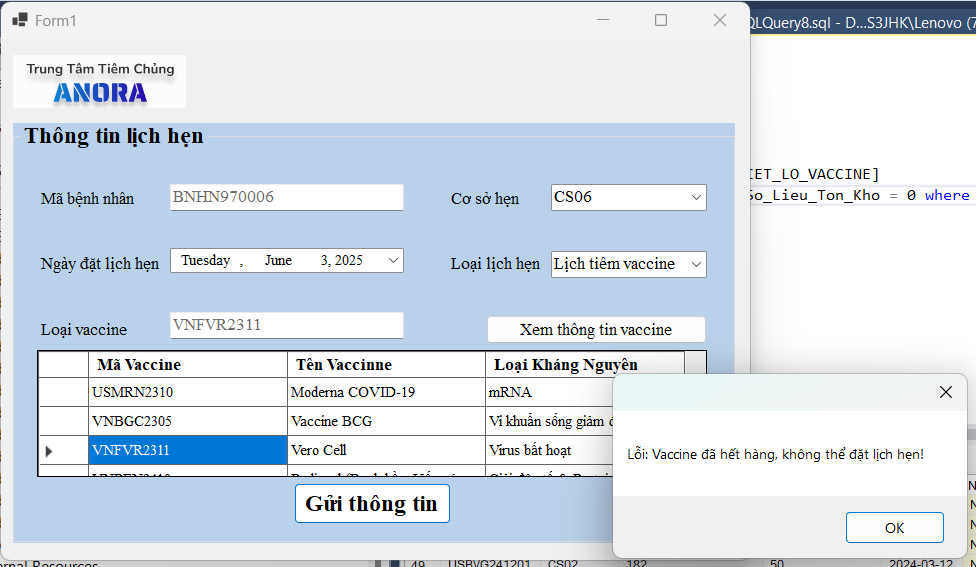 Form1
QLQuery8.sql - D...S3JHK\Lenovo (7
Trung Tâm Tiêm Chủng
ANORA
Thông tin lịch hẹn
IET_LO_VACCINE]
So_Lieu_Ton_Kho = 0 where
Mã bệnh nhân
BNHN970006
Cơ sở hẹn
CS06
Ngày đặt lịch hẹn
Tuesday , June 3, 2025
Loại lịch hẹn
Lịch tiêm vaccine
Loại vaccine
VNFVR2311
Xem thông tin vaccine
Mã Vaccine Tên Vaccinne Loại Kháng Nguyên
USMRN2310 Moderna COVID-19 mRNA
VNBGC2305 Vaccine BCG Vi khuẩn sống giảm
VNFVR2311 Vero Cell Virus bất hoạt
Lỗi: Vaccine đã hết hàng, không thể đặt lịch hẹn!
OK
Gửi thông tin
rnal Resources
49 USBVG241201 CS02 182 50 2024-03-12